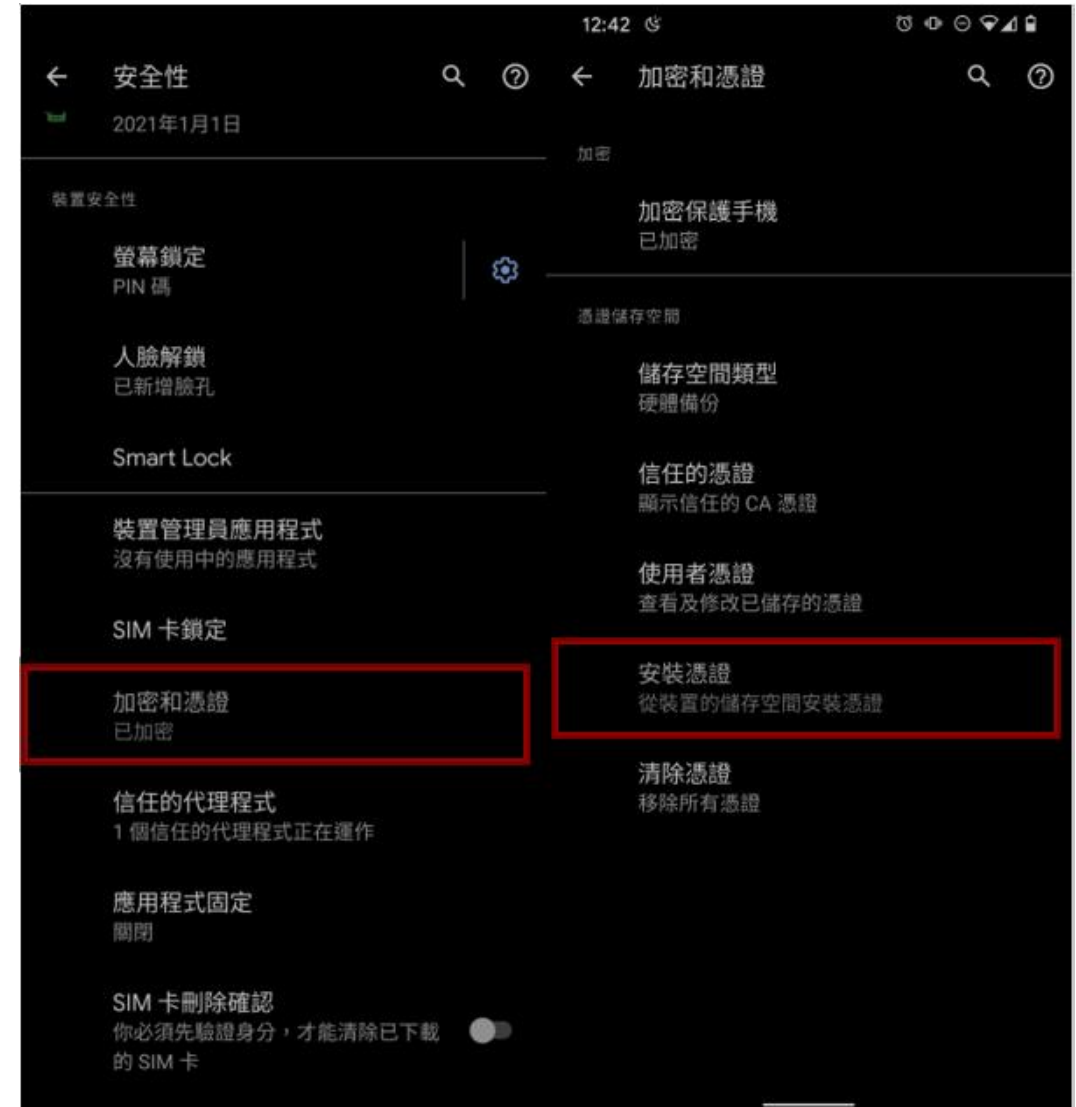 安全性
2021年1月1日
裝置安全性
螢幕鎖定
PIN 碼
人臉解鎖
已新增臉孔
Smart Lock
裝置管理員應用程式
沒有使用中的應用程式
SIM 卡鎖定
加密和憑證
已加密
信任的代理程式
1 個信任的代理程式正在運作
應用程式固定
關閉
SIM 卡刪除確認
你必須先驗證身分，才能清除已下載
的 SIM 卡
12:42
加密和憑證
加密
加密保護手機
已加密
憑證儲存空間
儲存空間類型
硬體備份
信任的憑證
顯示信任的 CA 憑證
使用者憑證
查看及修改已儲存的憑證
安裝憑證
從裝置的儲存空間安裝憑證
清除憑證
移除所有憑證